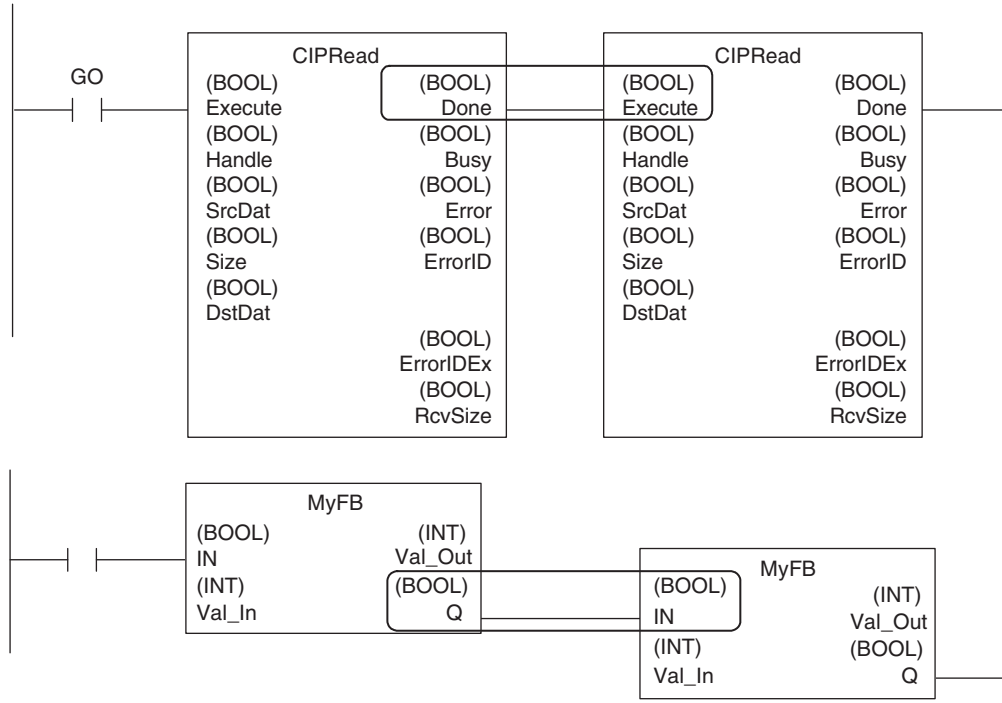 GO
CIPRead
(BOOL)
Execute
(BOOL)
Handle
(BOOL)
SrcDat
(BOOL)
Size
(BOOL)
DstDat
(BOOL)
Done
(BOOL)
Busy
(BOOL)
Error
(BOOL)
ErrorID
(BOOL)
ErrorIDEx
(BOOL)
RcvSize
CIPRead
(BOOL)
Execute
(BOOL)
Handle
(BOOL)
SrcDat
(BOOL)
Size
(BOOL)
DstDat
(BOOL)
Done
(BOOL)
Busy
(BOOL)
Error
(BOOL)
ErrorID
(BOOL)
ErrorIDEx
(BOOL)
RcvSize
MyFB
(BOOL)
IN
(INT)
Val_In
(INT)
Val_Out
(BOOL)
Q
MyFB
(BOOL)
IN
(INT)
Val_In
(INT)
Val_Out
(BOOL)
Q